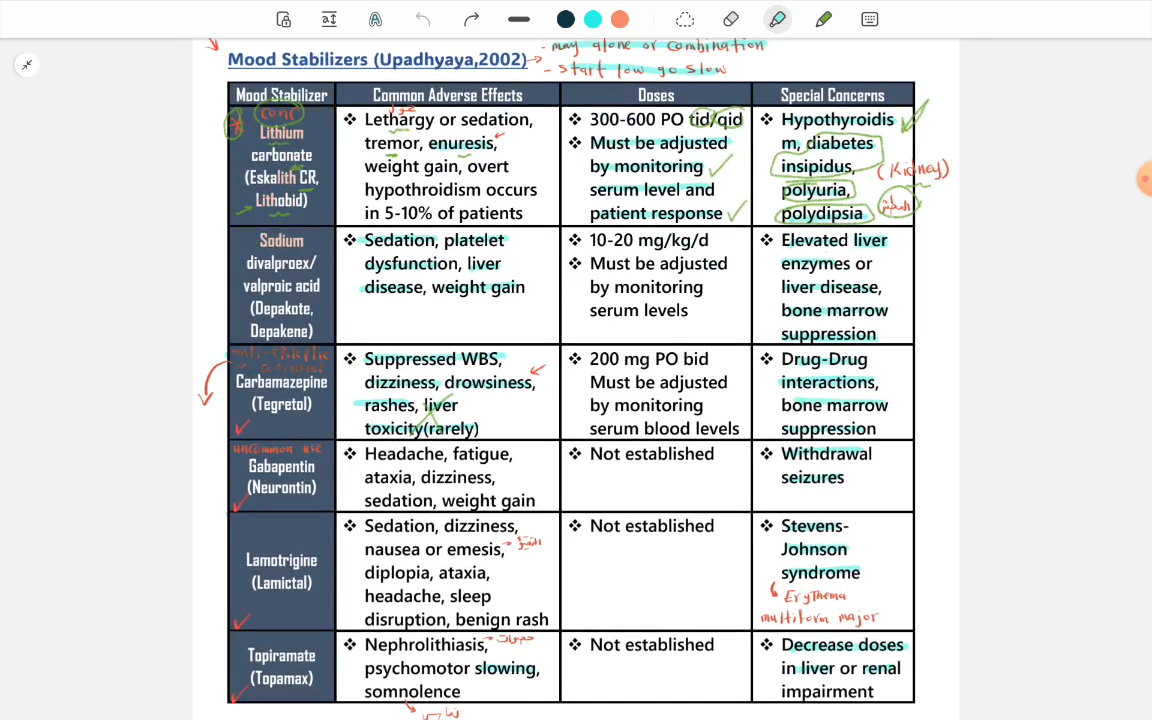 - may alone or combination
Mood Stabilizers (Upadhyaya,2002)
- start low go slow
Mood Stabilizer
Common Adverse Effects
Doses
Special Concerns
conc
Lithium
carbonate
(Eskalith CR,
Lithobid)
❖ Lethargy or sedation,
tremor, enuresis,
weight gain, overt
hypothroidism occurs
in 5-10% of patients
❖ 300-600 PO tid/qid
❖ Must be adjusted
by monitoring
serum level and
patient response
❖ Hypothyroidis
m, diabetes
insipidus,
polyuria,
polydipsia
(Kidney)
العطش
Sodium
divalproex/
valproic acid
(Depakote,
Depakene)
❖ Sedation, platelet
dysfunction, liver
disease, weight gain
❖ 10-20 mg/kg/d
❖ Must be adjusted
by monitoring
serum levels
❖ Elevated liver
enzymes or
liver disease,
bone marrow
suppression
Carbamazepine
(Tegretol)
❖ Suppressed WBS,
dizziness, drowsiness,
rashes, liver
toxicity(rarely)
❖ 200 mg PO bid
Must be adjusted
by monitoring
serum blood levels
❖ Drug-Drug
interactions,
bone marrow
suppression
uncommon use
Gabapentin
(Neurontin)
❖ Headache, fatigue,
ataxia, dizziness,
sedation, weight gain
❖ Not established
❖ Withdrawal
seizures
Lamotrigine
(Lamictal)
❖ Sedation, dizziness,
nausea or emesis,
diplopia, ataxia,
headache, sleep
disruption, benign rash
❖ Not established
❖ Stevens-
Johnson
syndrome
Erythema
multiform major
Topiramate
(Topamax)
❖ Nephrolithiasis,
psychomotor slowing,
somnolence
❖ Not established
❖ Decrease doses
in liver or renal
impairment